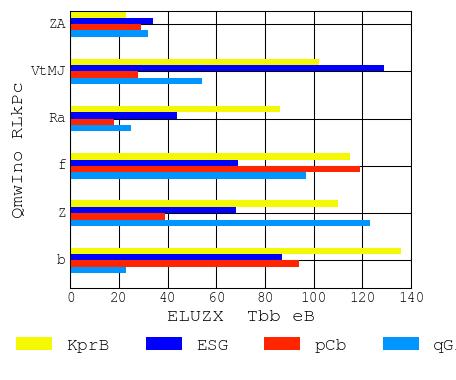 ZA
VtMJ
Ra
f
Z
b
QmwIno RLkPc
0 20 40 60 80 100 120 140
ELUZX Tbb eB
KprB ESG pCb